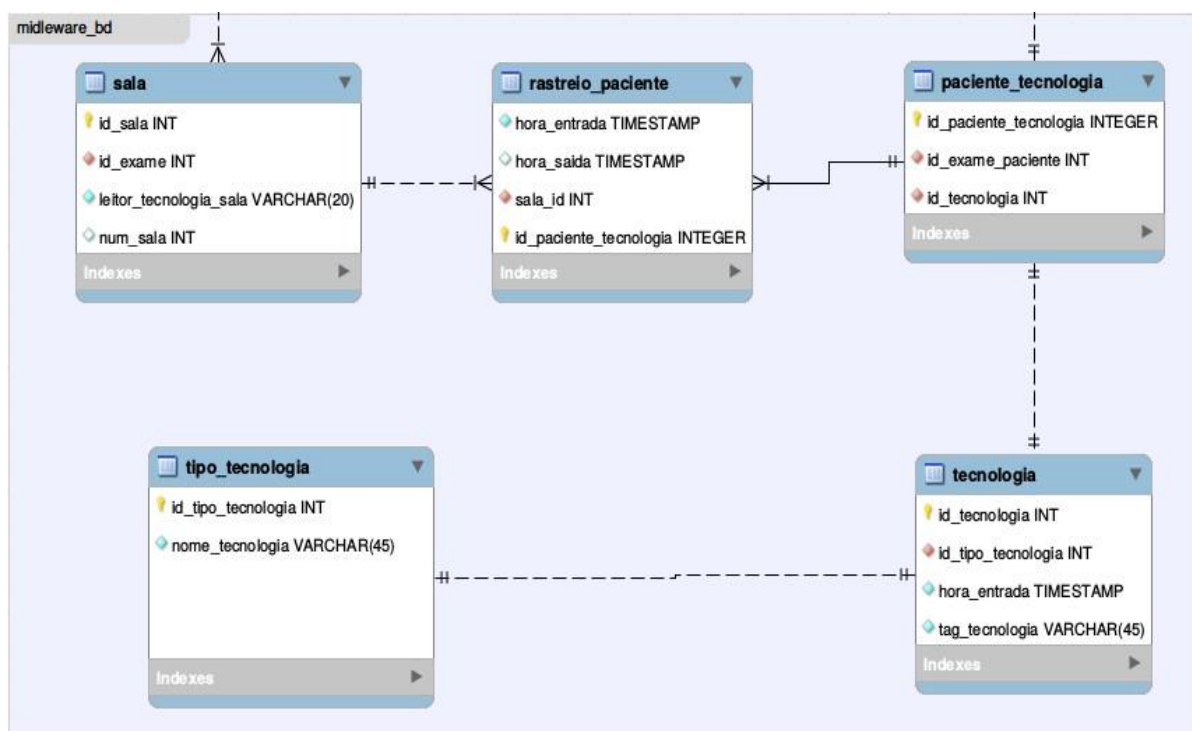 midleware_bd
sala
id_sala INT
id_exame INT
leitor_tecnologia_sala VARCHAR(20)
num_sala INT
Indexes
rastreio_paciente
hora_entrada TIMESTAMP
hora_saida TIMESTAMP
sala_id INT
id_paciente_tecnologia INTEGER
Indexes
paciente_tecnologia
id_paciente_tecnologia INTEGER
id_exame_paciente INT
id_tecnologia INT
Indexes
tipo_tecnologia
id_tipo_tecnologia INT
nome_tecnologia VARCHAR(45)
Indexes
tecnologia
id_tecnologia INT
id_tipo_tecnologia INT
hora_entrada TIMESTAMP
tag_tecnologia VARCHAR(45)
Indexes